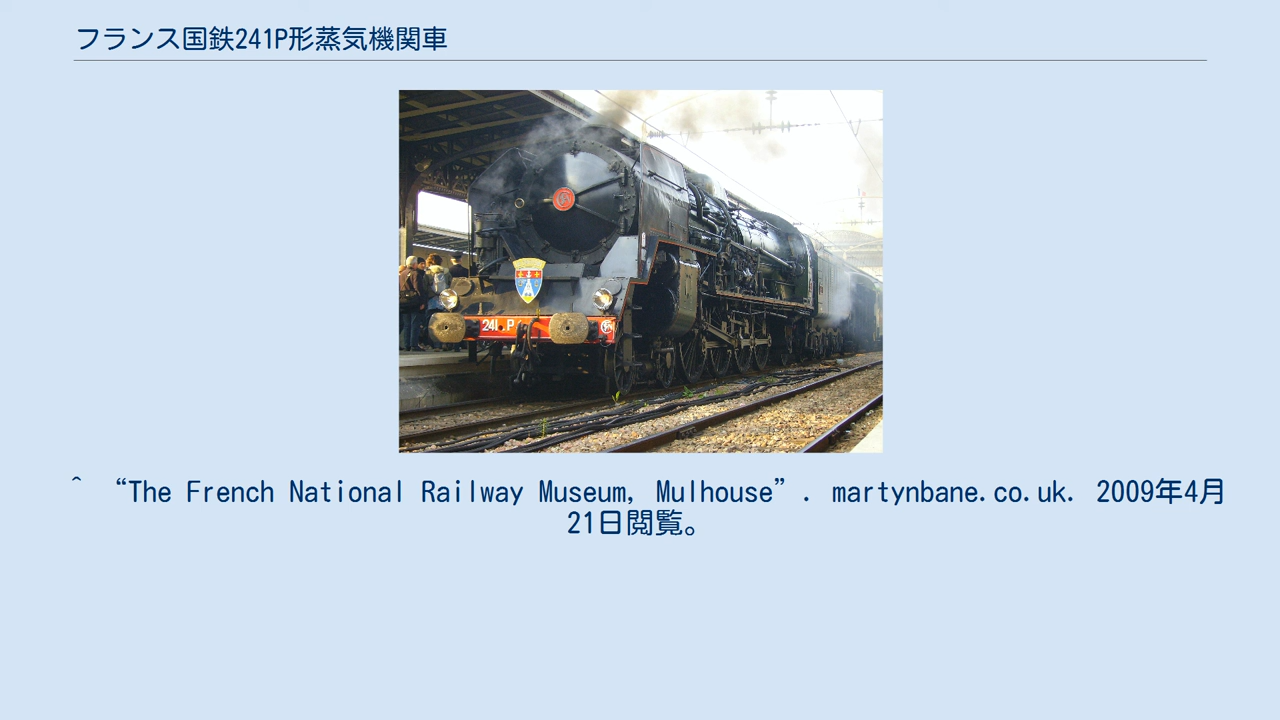 フランス国鉄241P形蒸気機関車
241 P
^ “The French National Railway Museum, Mulhouse”. martynbane.co.uk. 2009年4月
21日閲覧。